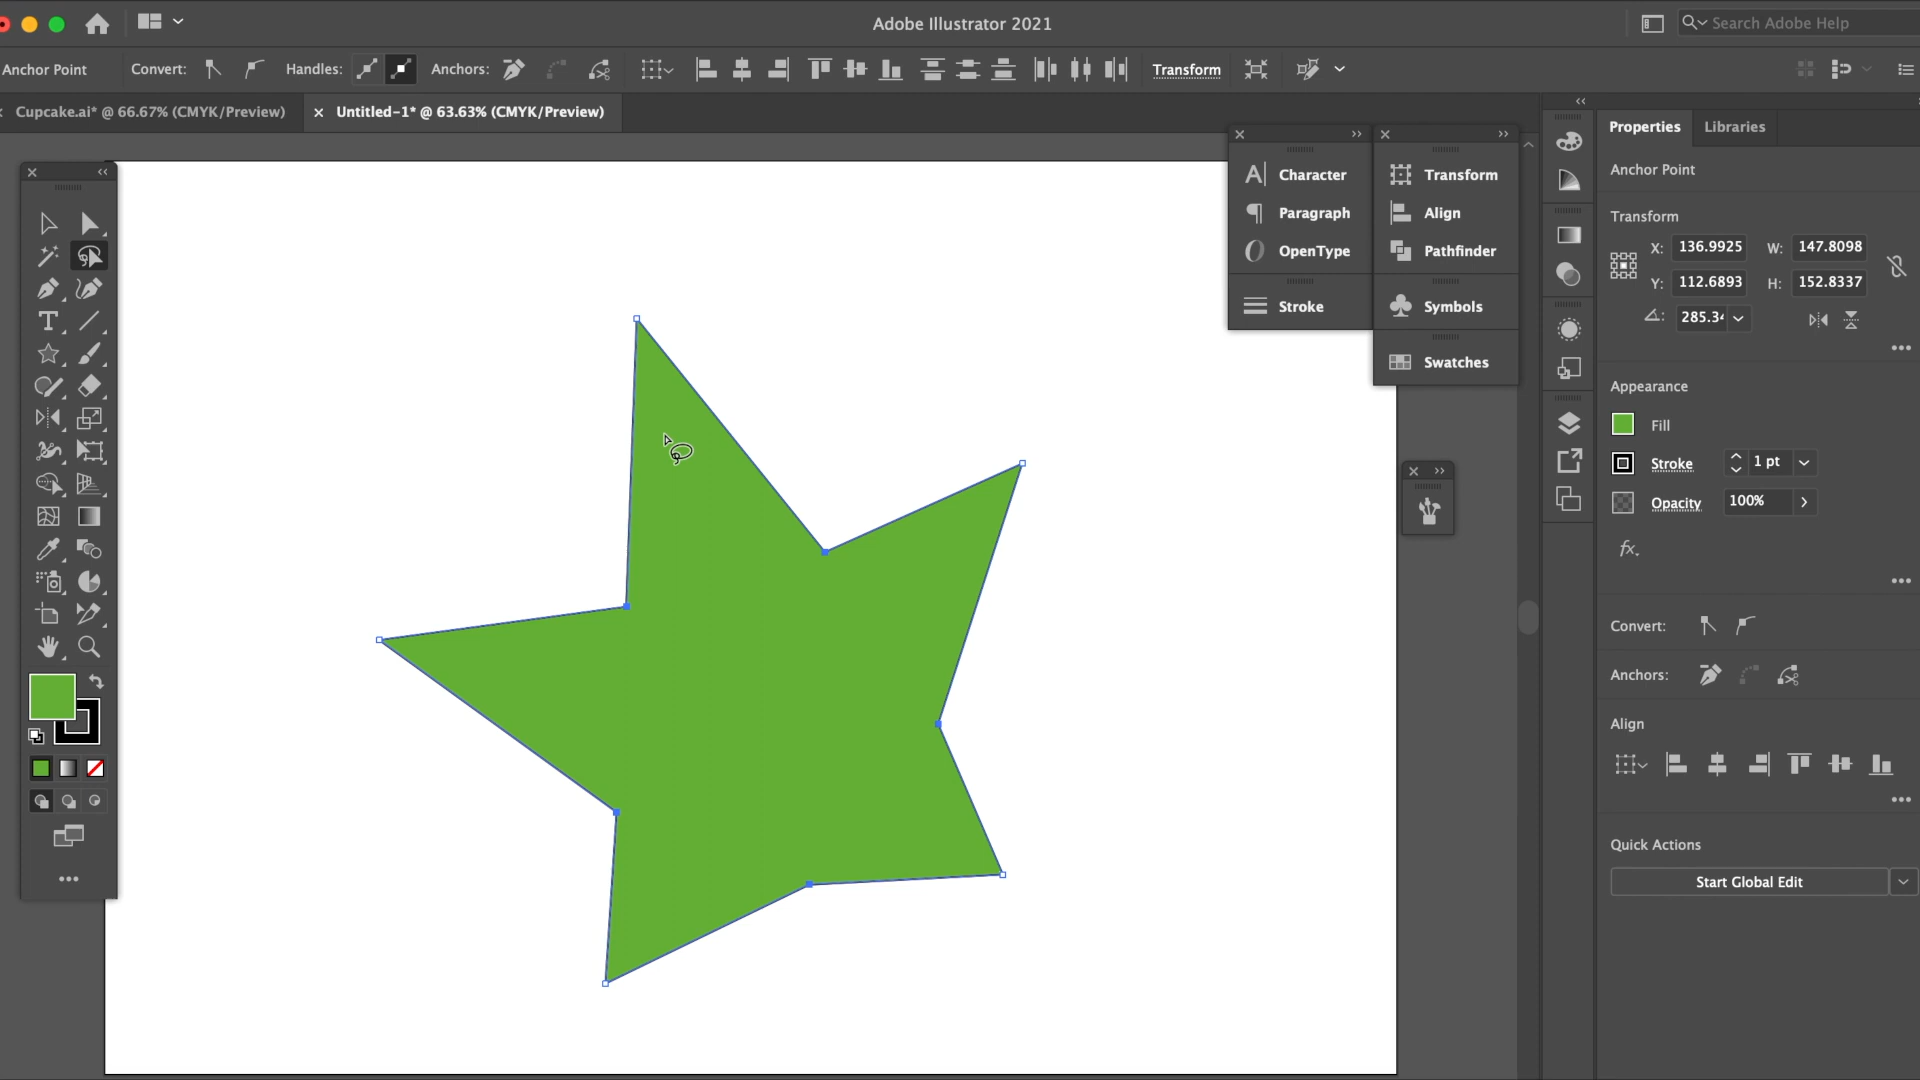 Adobe Illustrator 2021
Search Adobe Help
Anchor Point
Convert:
Handles:
Anchors:
Transform
Cupcake.ai* @ 66.67% (CMYK/Preview)
Untitled-1* @ 63.63% (CMYK/Preview)
Character
Paragraph
OpenType
Stroke
Transform
Align
Pathfinder
Symbols
Swatches
Properties
Libraries
Anchor Point
Transform
X: 136.9925 W: 147.8098
Y: 112.6893 H: 152.8337
285.34
Appearance
Fill
Stroke 1 pt
Opacity 100%
fx.
Convert:
Anchors:
Align
Quick Actions
Start Global Edit